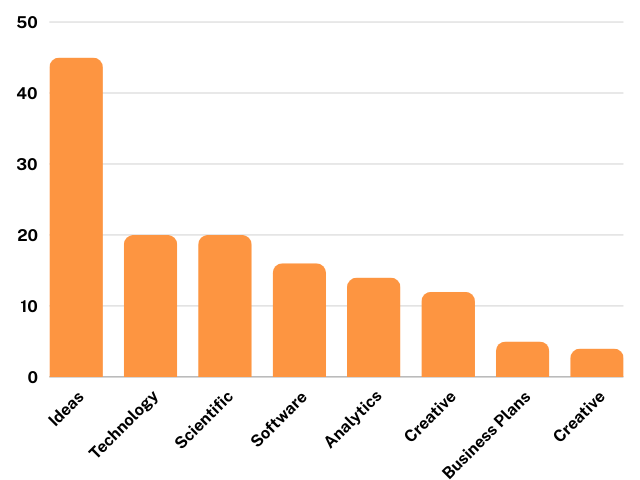 50
40
30
20
10
0
Ideas
Technology
Scientific
Software
Analytics
Creative
Business Plans
Creative